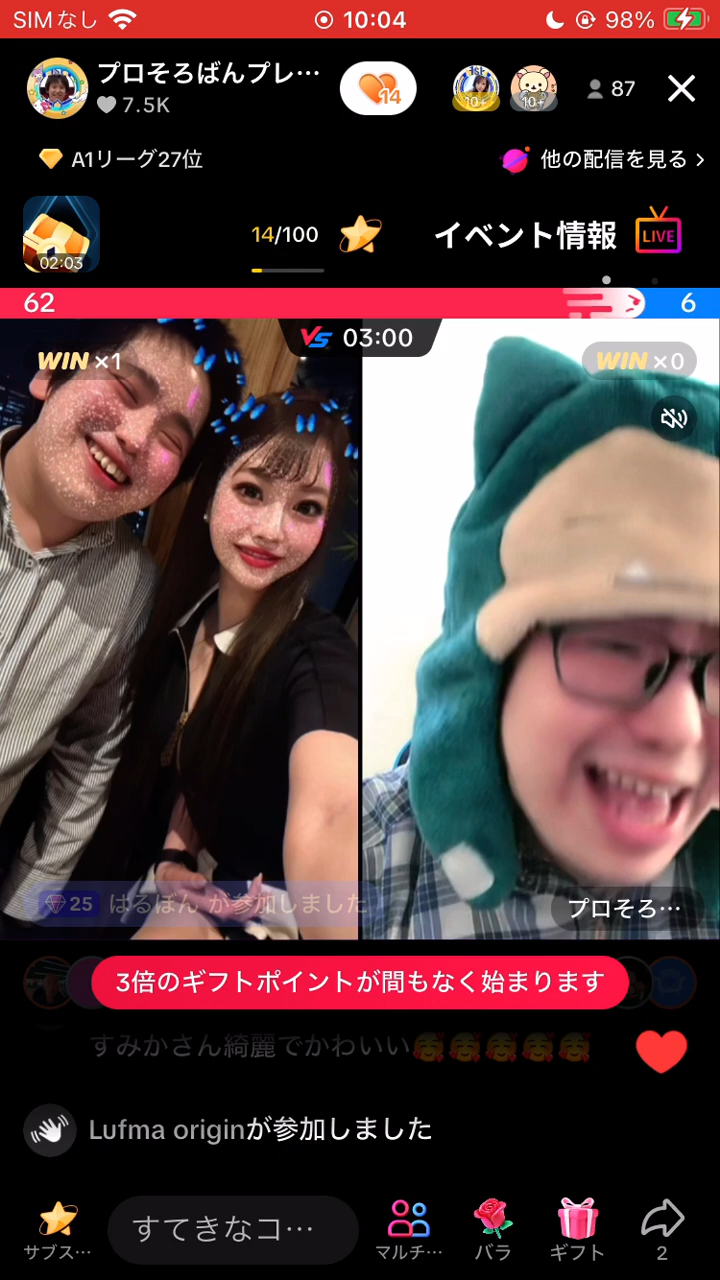 SIMなし
10:04
98%
プロそろばんプレ…
7.5K
14
1st
10+
10+
87
A1リーグ27位
他の配信を見る
02:03
14/100
イベント情報
LIVE
62
6
WIN ×1
VS 03:00
WIN ×0
25 はるぼん が参加しました
プロそろ…
3倍のギフトポイントが間もなく始まります
すみかさん綺麗でかわいい🥰🥰🥰🥰🥰
Lufma originが参加しました
サブス…
すてきなコ…
マルチ…
バラ
ギフト
2